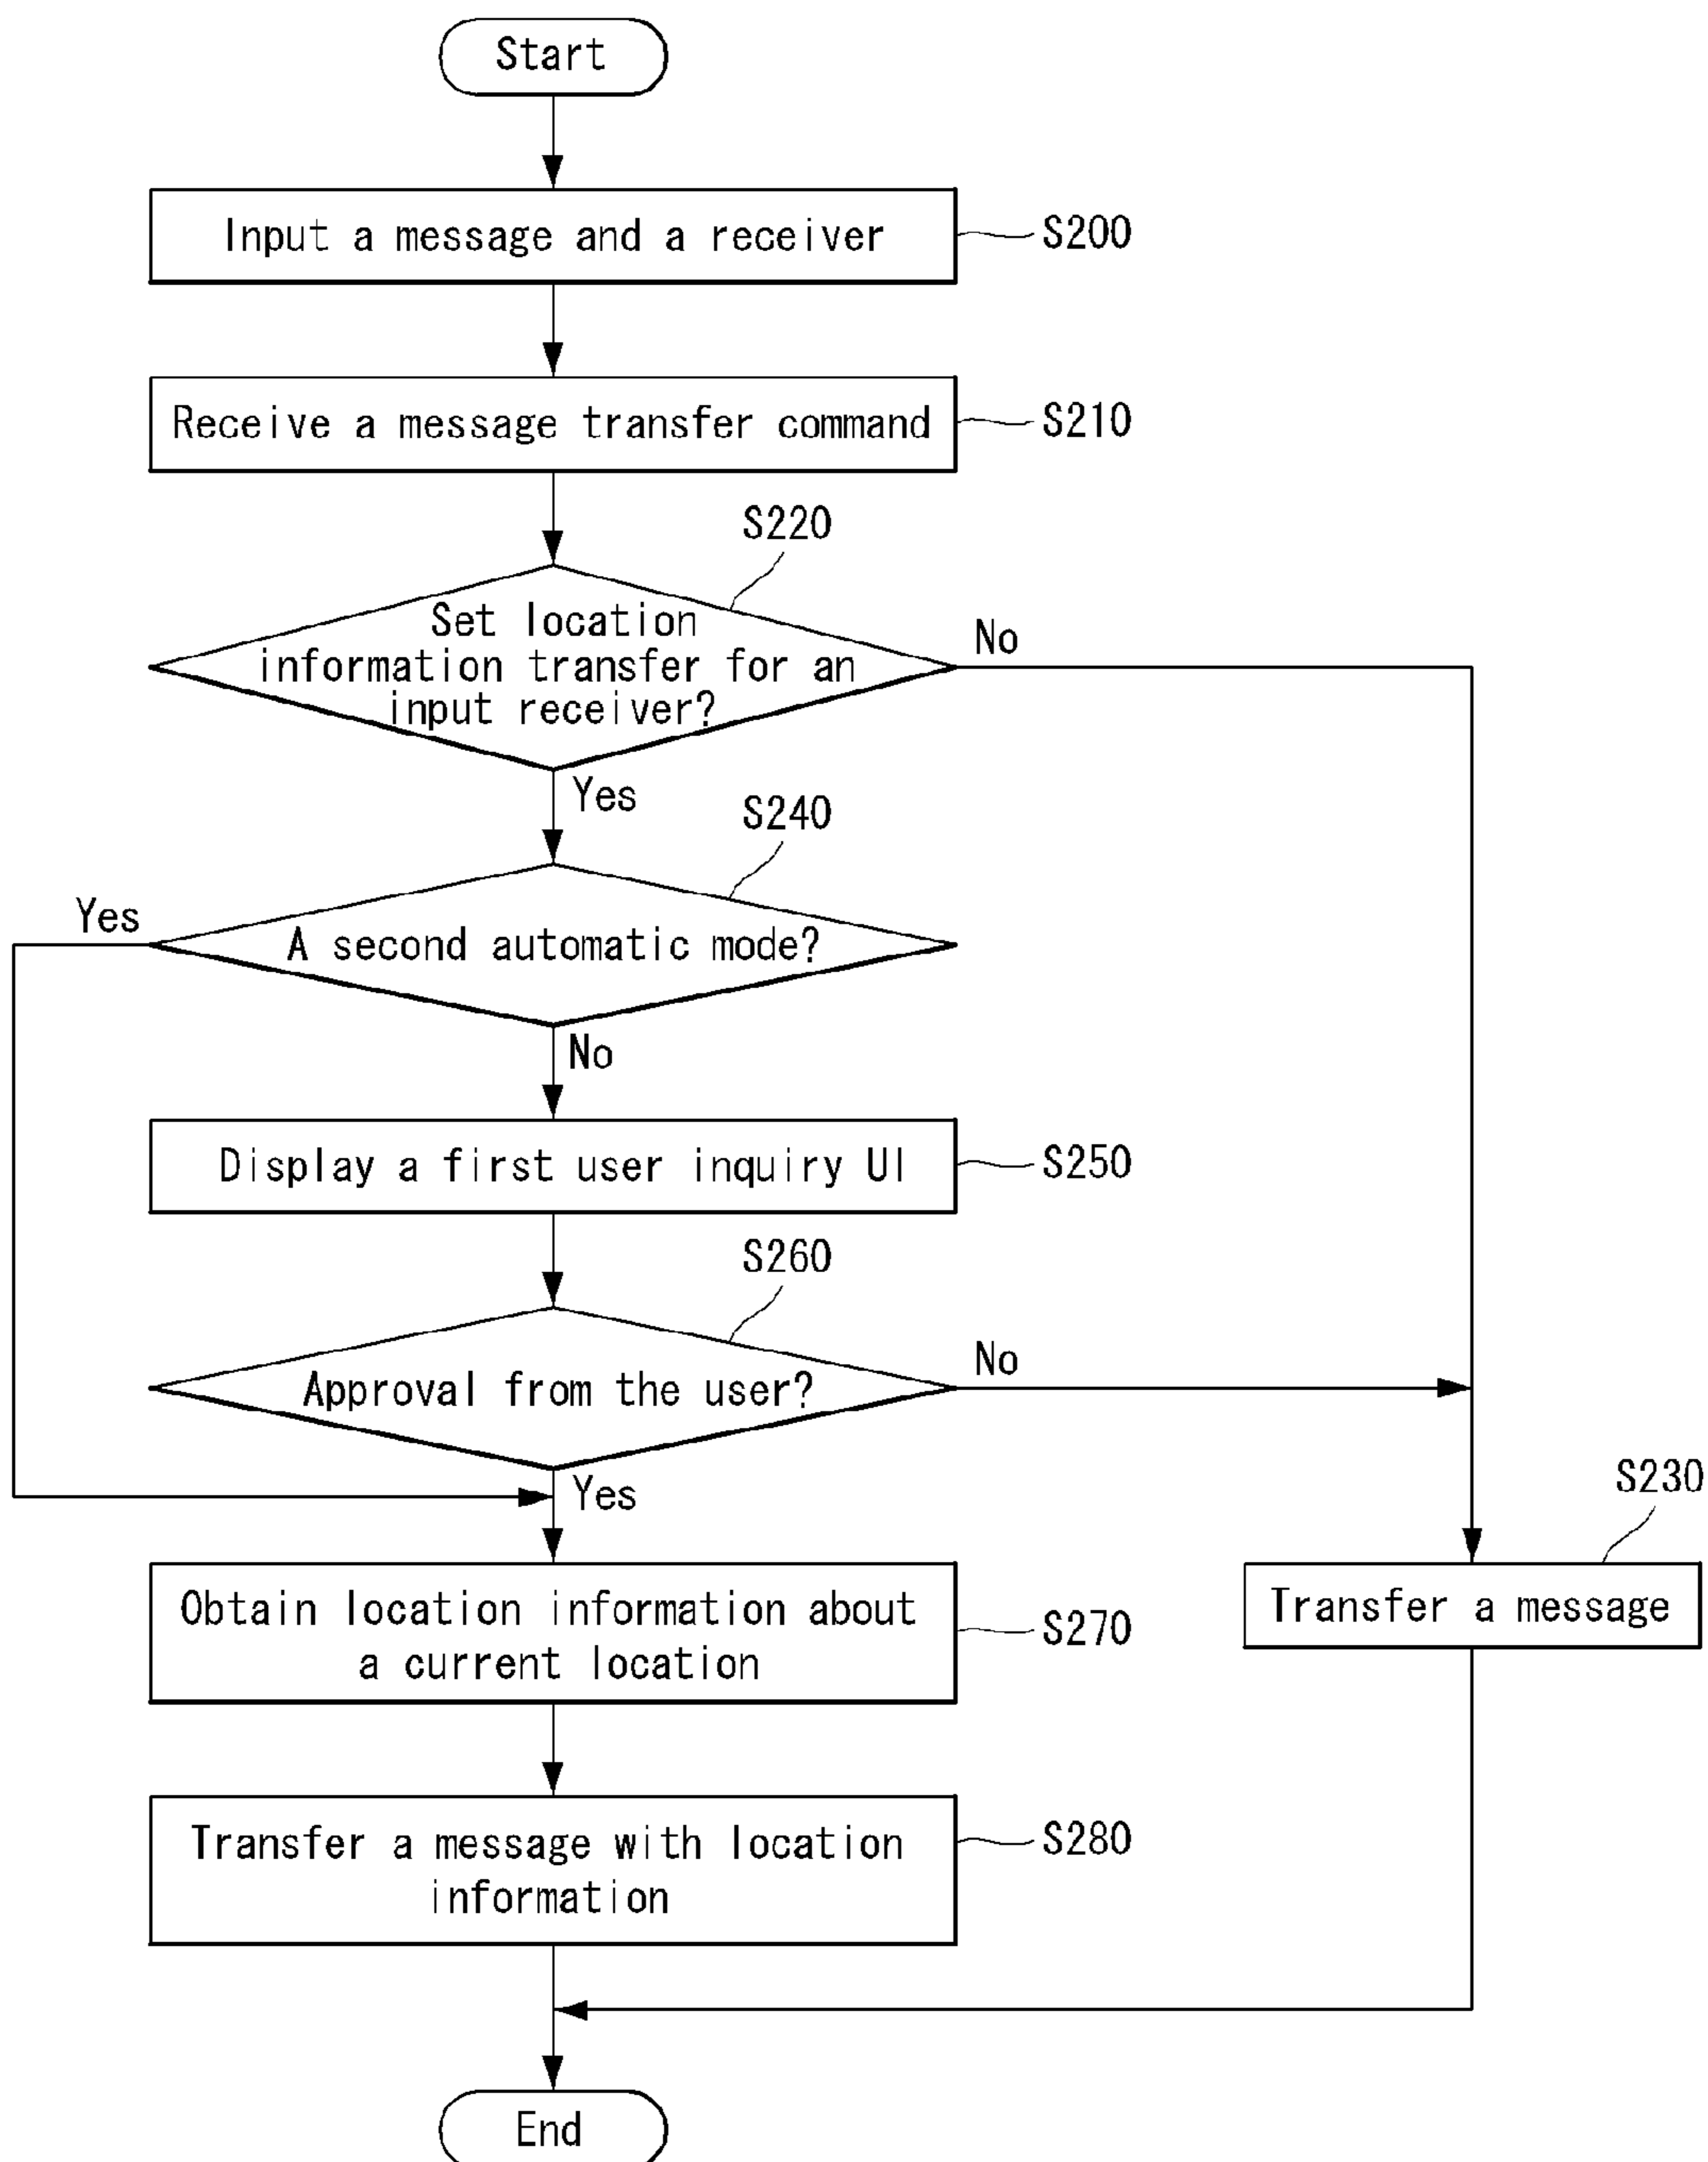 Start
Input a message and a receiver
S200
Receive a message transfer command
S210
S220
Set location
information transfer for an
input receiver?
No
Yes
S240
Yes
A second automatic mode?
No
Display a first user inquiry UI
S250
S260
Approval from the user?
No
Yes
S230
Obtain location information about
a current location
S270
Transfer a message
Transfer a message with location
information
S280
End